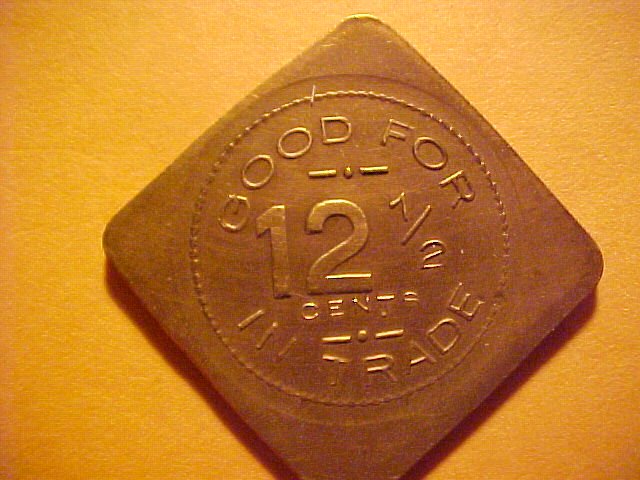 GOOD FOR
12 1/2
CENTS
IN TRADE